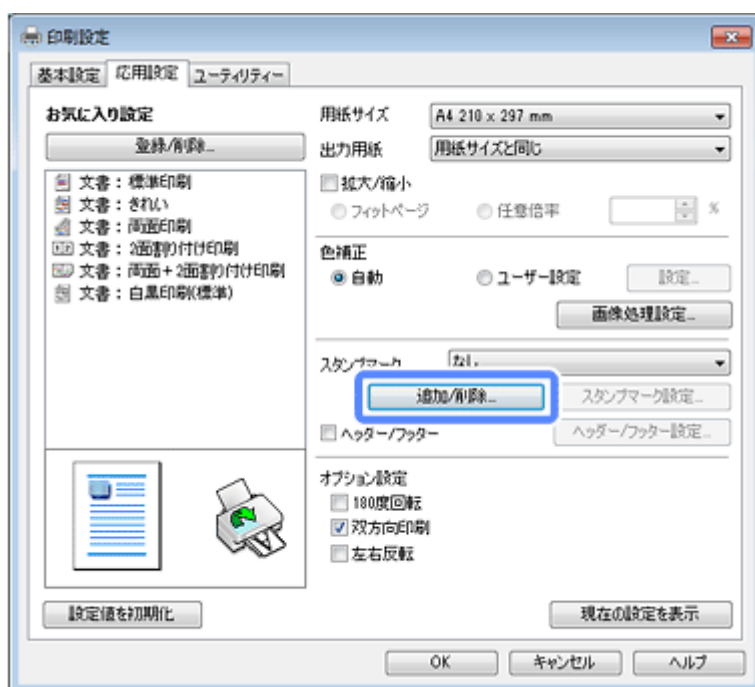 印刷設定
基本設定 応用設定 ユーティリティー
お気に入り設定
登録/削除...
文書：標準印刷
文書：きれい
文書：両面印刷
文書：2面割り付け印刷
文書：両面+2面割り付け印刷
文書：白黒印刷(標準)
用紙サイズ A4 210 x 297 mm
出力用紙 用紙サイズと同じ
拡大/縮小
フィットページ 任意倍率 %
色補正
自動 ユーザー設定 設定...
画像処理設定...
スタンプマーク なし
追加/削除... スタンプマーク設定...
ヘッダー/フッター ヘッダー/フッター設定...
オプション設定
180度回転
双方向印刷
左右反転
設定値を初期化 現在の設定を表示
OK キャンセル ヘルプ